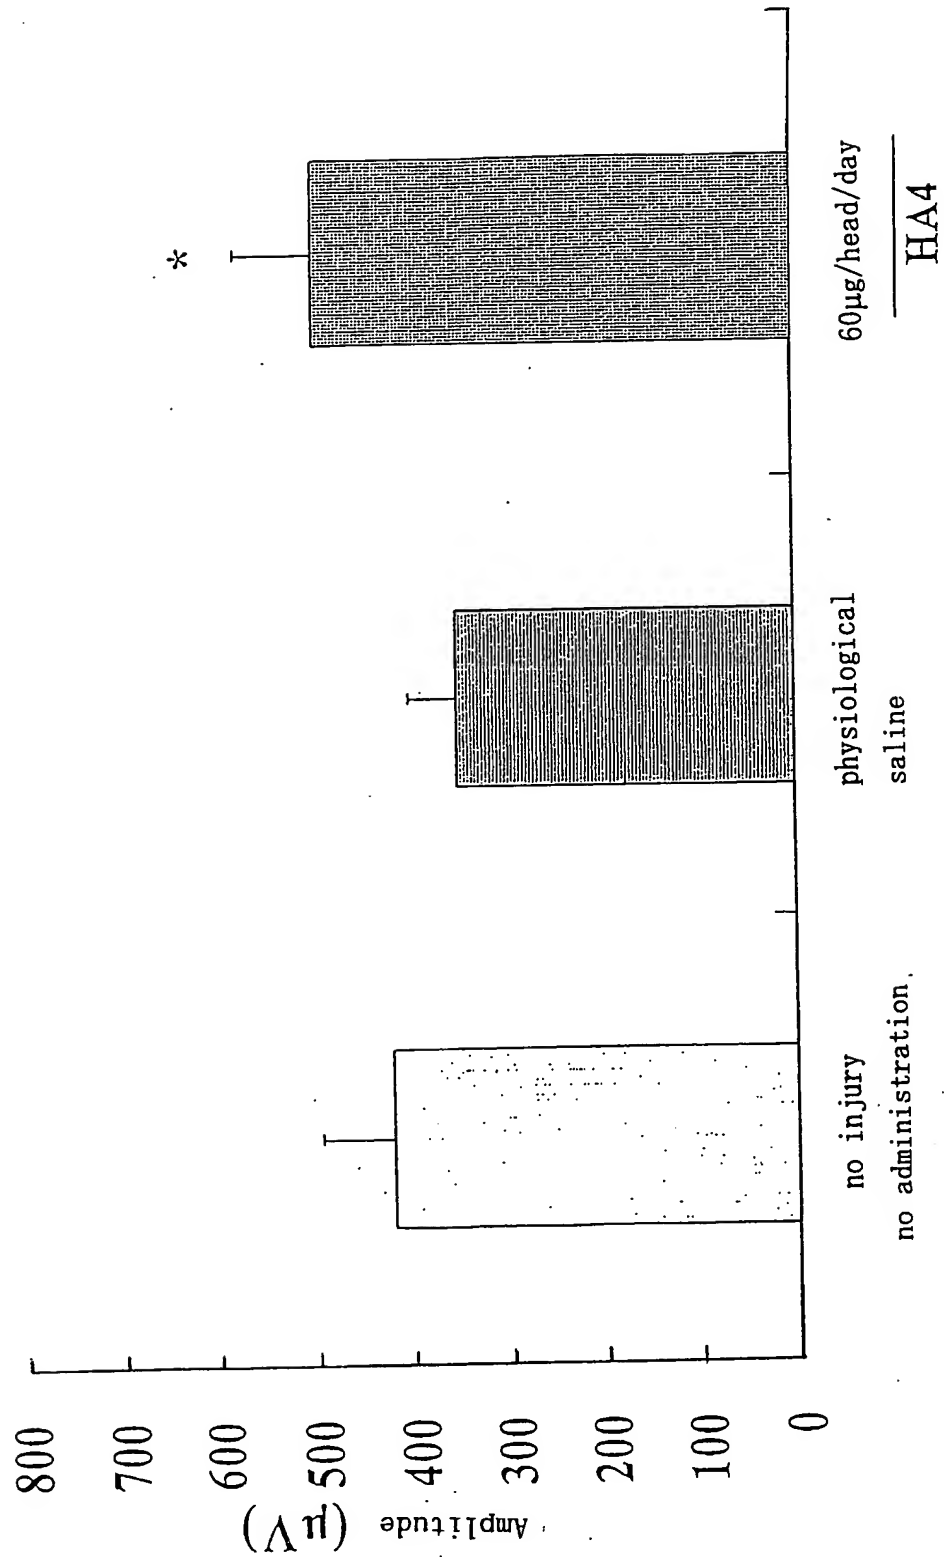 Amplitude (μV)
800
700
600
500
400
300
200
100
0
*
no injury
no administration
physiological
saline
60μg/head/day
HA4